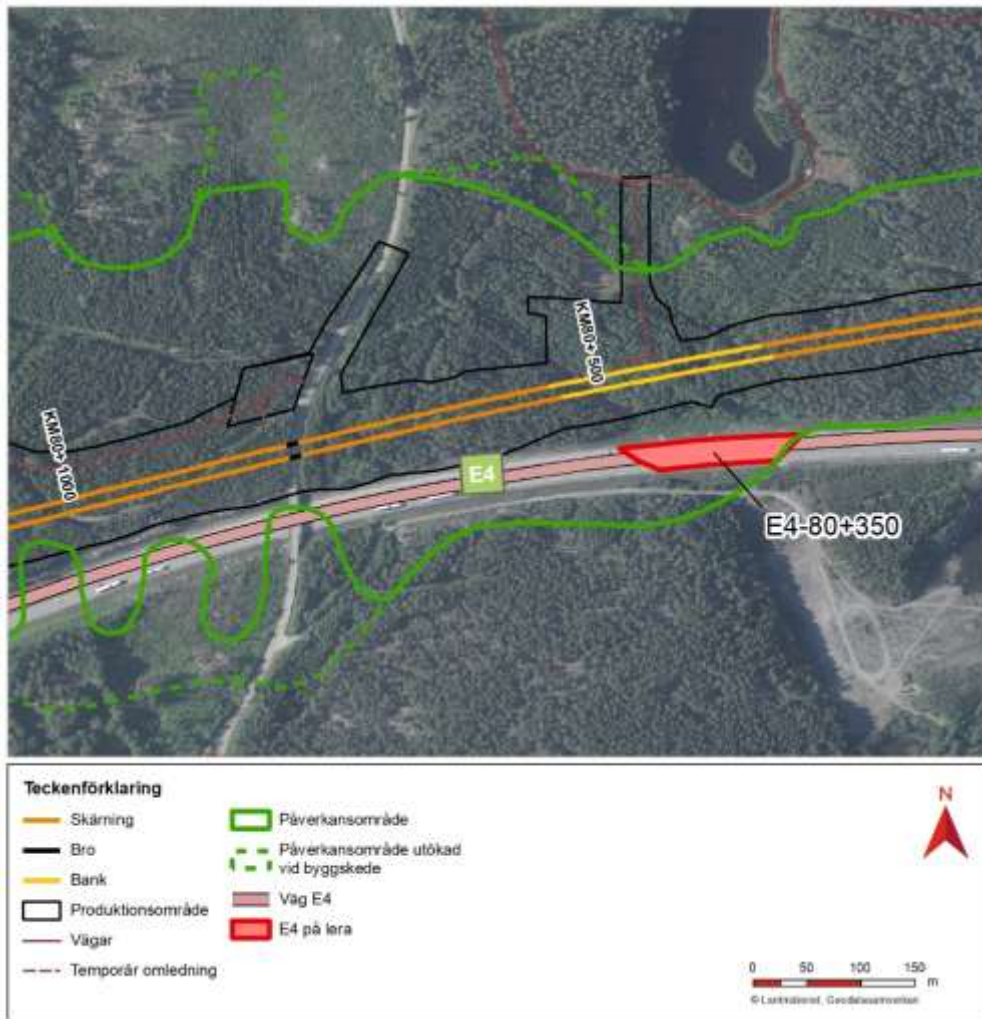 KM80+ 500
KM80+ 1000
E4
E4-80+350
Teckenförklaring
Skärning
Bro
Bank
Produktionsområde
Vägar
Temporär omledning
Påverkansområde
Påverkansområde utökad
vid byggskede
Väg E4
E4 på lera
N
0 50 100 150
m
© Lantmäteriet, Geodatasamverkan